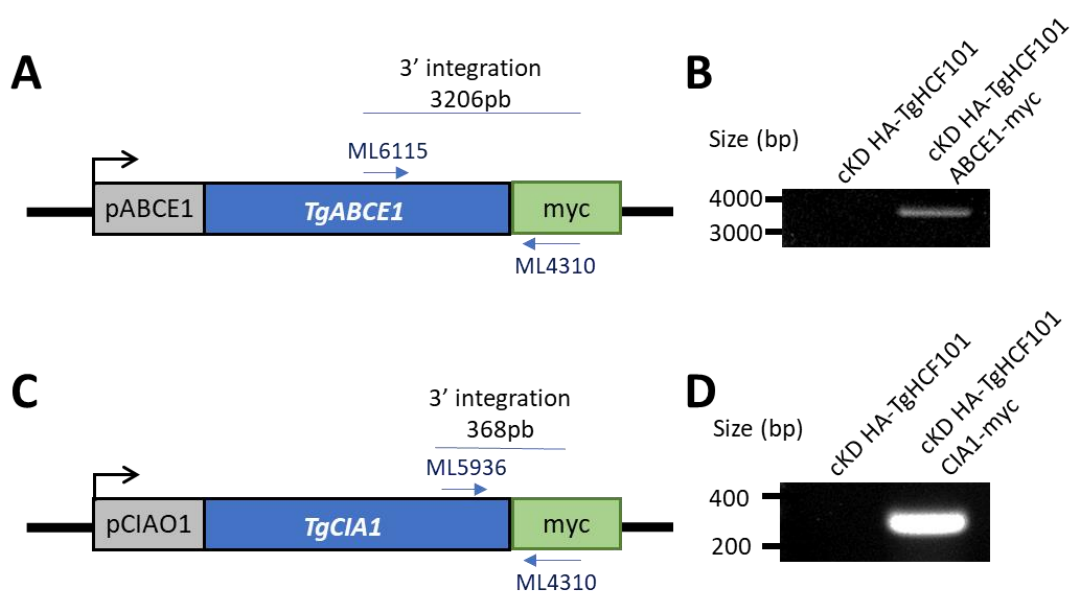 A
3’ integration
3206pb
ML6115
pABCE1
TgABCE1
myc
ML4310
B
Size (bp)
cKD HA-TgHCF101
cKD HA-TgHCF101
ABCE1-myc
4000
3000
C
3’ integration
368pb
ML5936
pCIAO1
TgCIA1
myc
ML4310
D
Size (bp)
cKD HA-TgHCF101
cKD HA-TgHCF101
CIA1-myc
400
200